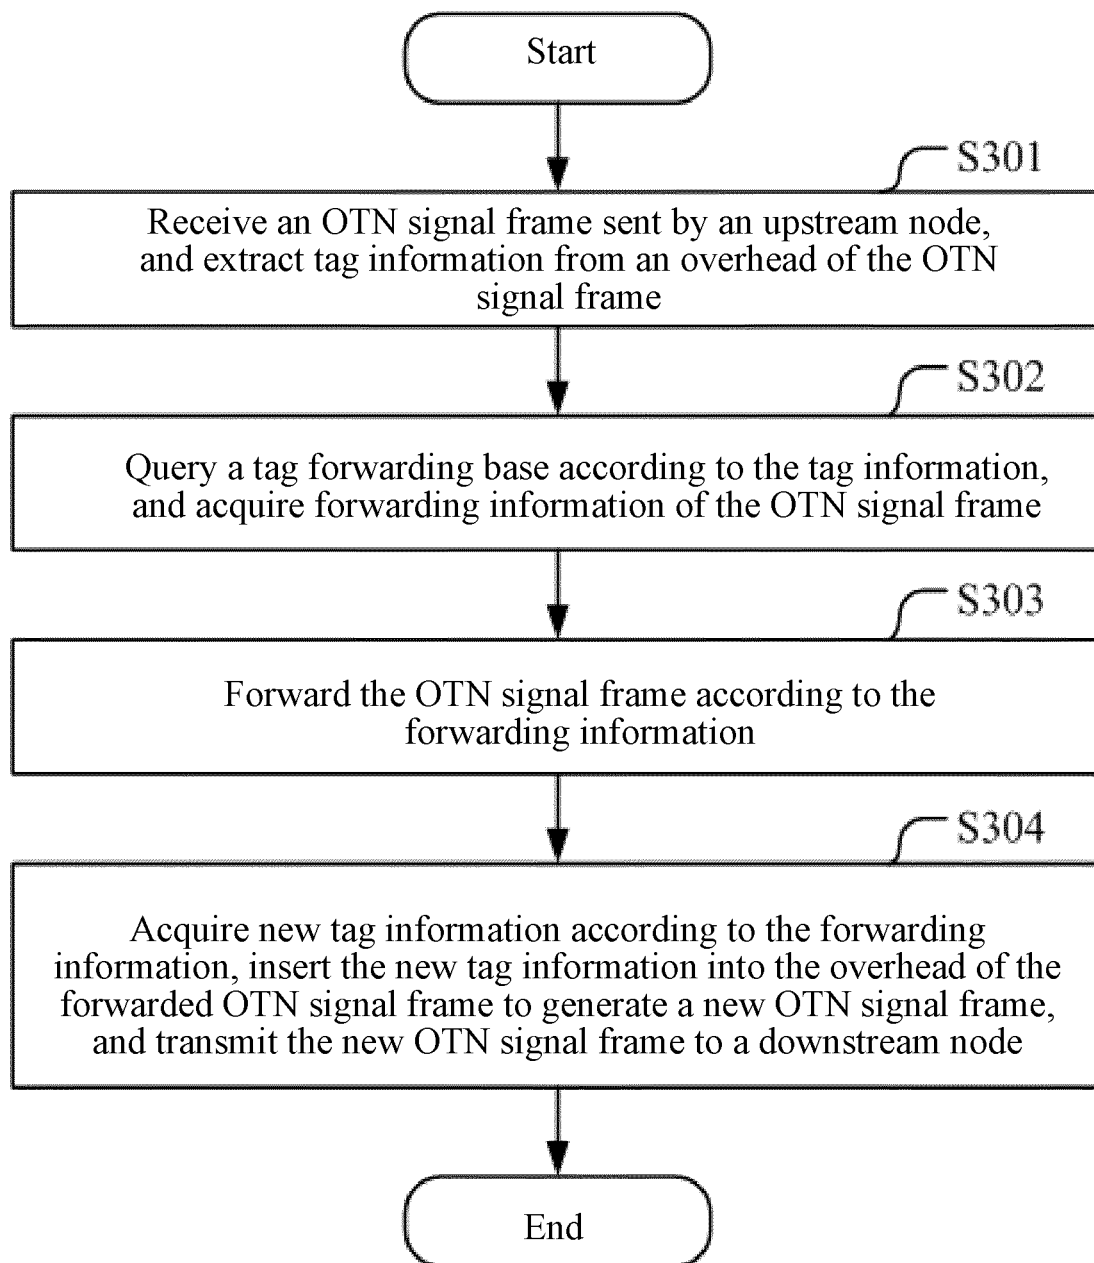 Start
S301
Receive an OTN signal frame sent by an upstream node,
and extract tag information from an overhead of the OTN
signal frame
S302
Query a tag forwarding base according to the tag information,
and acquire forwarding information of the OTN signal frame
S303
Forward the OTN signal frame according to the
forwarding information
S304
Acquire new tag information according to the forwarding
information, insert the new tag information into the overhead of the
forwarded OTN signal frame to generate a new OTN signal frame,
and transmit the new OTN signal frame to a downstream node
End